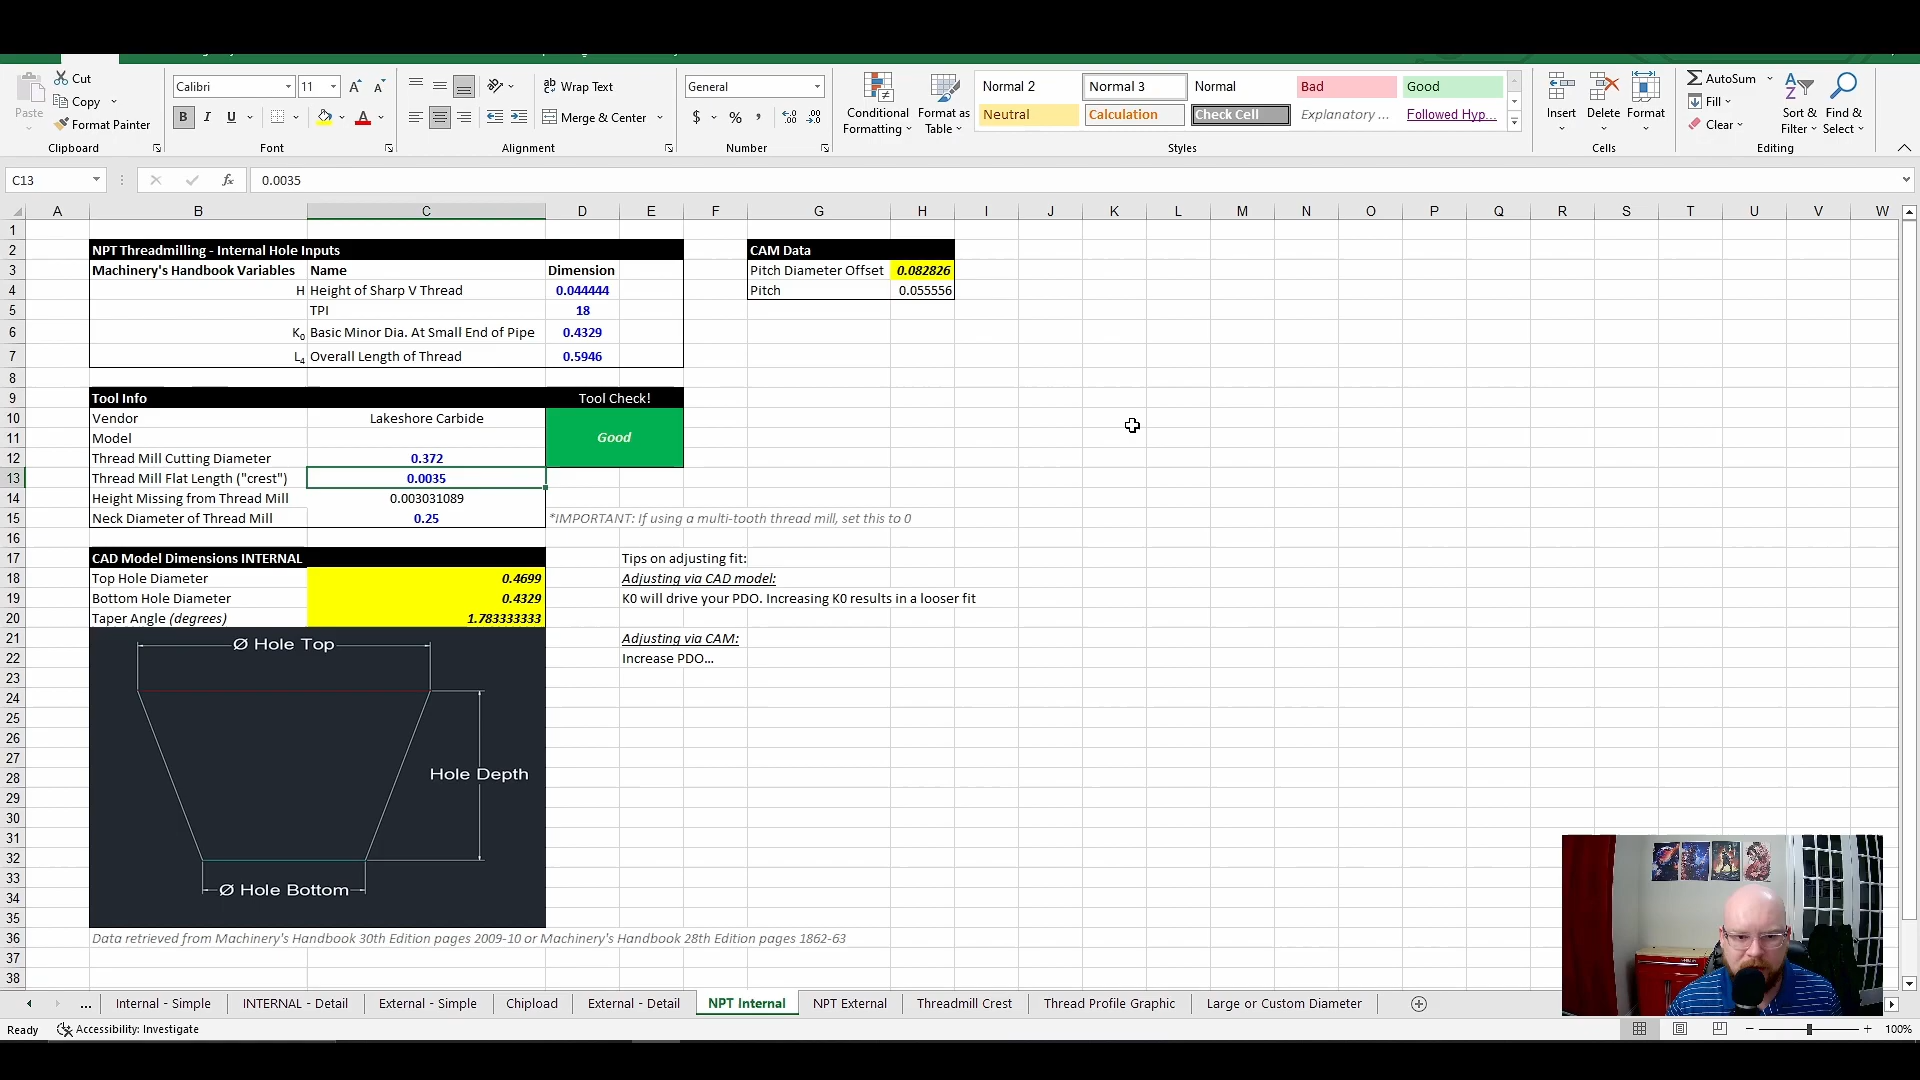 Cut
Copy
Paste
Format Painter
Clipboard
Calibri
11
B I U
Font
Wrap Text
Merge & Center
Alignment
General
$ % ,
Number
Conditional
Formatting
Format as
Table
Normal 2
Normal 3
Normal
Bad
Good
Neutral
Calculation
Check Cell
Explanatory ...
Followed Hyp...
Styles
Insert
Delete
Format
Cells
AutoSum
Fill
Clear
Sort &
Filter
Find &
Select
Editing
C13
fx
0.0035
A B C D E F G H I J K L M N O P Q R S T U V W
1
2 NPT Threadmilling - Internal Hole Inputs CAM Data
3 Machinery's Handbook Variables Name Dimension Pitch Diameter Offset 0.082826
4 H Height of Sharp V Thread 0.044444 Pitch 0.055556
5 TPI 18
6 K0 Basic Minor Dia. At Small End of Pipe 0.4329
7 L4 Overall Length of Thread 0.5946
8
9 Tool Info Tool Check!
10 Vendor Lakeshore Carbide
11 Model Good
12 Thread Mill Cutting Diameter 0.372
13 Thread Mill Flat Length ("crest") 0.0035
14 Height Missing from Thread Mill 0.003031089
15 Neck Diameter of Thread Mill 0.25 *IMPORTANT: If using a multi-tooth thread mill, set this to 0
16
17 CAD Model Dimensions INTERNAL Tips on adjusting fit:
18 Top Hole Diameter 0.4699 Adjusting via CAD model:
19 Bottom Hole Diameter 0.4329 K0 will drive your PDO. Increasing K0 results in a looser fit
20 Taper Angle (degrees) 1.783333333
21 Ø Hole Top Adjusting via CAM:
22 Increase PDO...
23
24
25
26
27
28 Hole Depth
29
30
31
32
33
34 Ø Hole Bottom
35
36 Data retrieved from Machinery's Handbook 30th Edition pages 2009-10 or Machinery's Handbook 28th Edition pages 1862-63
37
38
... Internal - Simple INTERNAL - Detail External - Simple Chipload External - Detail NPT Internal NPT External Threadmill Crest Thread Profile Graphic Large or Custom Diameter
Ready Accessibility: Investigate 100%